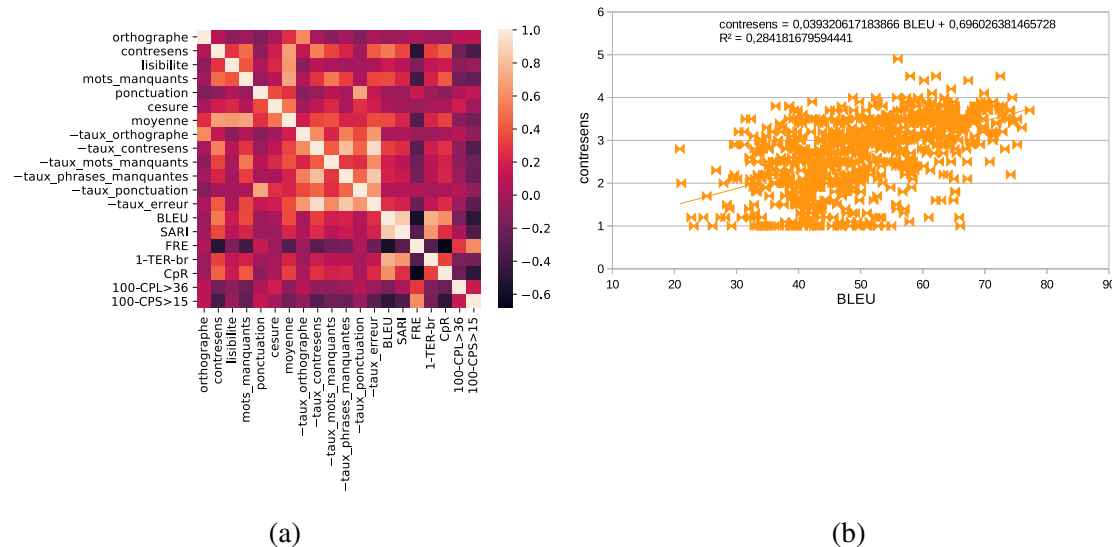 orthographe
contresens
lisibilite
mots_manquants
ponctuation
cesure
moyenne
−taux_orthographe
−taux_contresens
−taux_mots_manquants
−taux_phrases_manquantes
−taux_ponctuation
−taux_erreur
BLEU
SARI
FRE
1-TER-br
CpR
100-CPL>36
100-CPS>15
orthographe
contresens
lisibilite
mots_manquants
ponctuation
cesure
moyenne
−taux_orthographe
−taux_contresens
−taux_mots_manquants
−taux_phrases_manquantes
−taux_ponctuation
−taux_erreur
BLEU
SARI
FRE
1-TER-br
CpR
100-CPL>36
100-CPS>15
1.0
0.8
0.6
0.4
0.2
0.0
−0.2
−0.4
−0.6
(a)
contresens = 0,039320617183866 BLEU + 0,696026381465728
R² = 0,284181679594441
6
5
4
3
2
1
0
contresens
10 20 30 40 50 60 70 80 90
BLEU
(b)